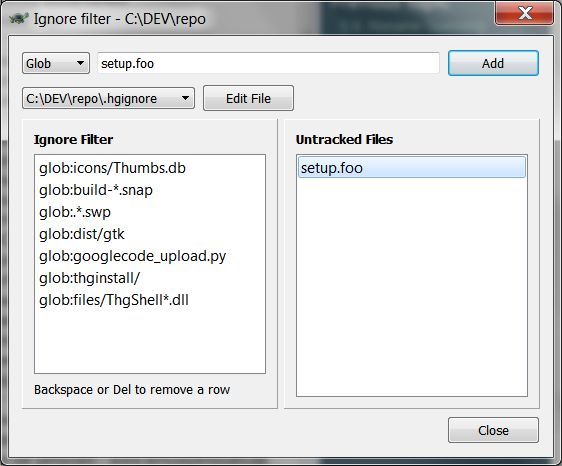 Ignore filter - C:\DEV\repo
Glob
setup.foo
Add
C:\DEV\repo\.hgignore
Edit File
Ignore Filter
glob:icons/Thumbs.db
glob:build-*.snap
glob:.*.swp
glob:dist/gtk
glob:googlecode_upload.py
glob:thginstall/
glob:files/ThgShell*.dll
Backspace or Del to remove a row
Untracked Files
setup.foo
Close